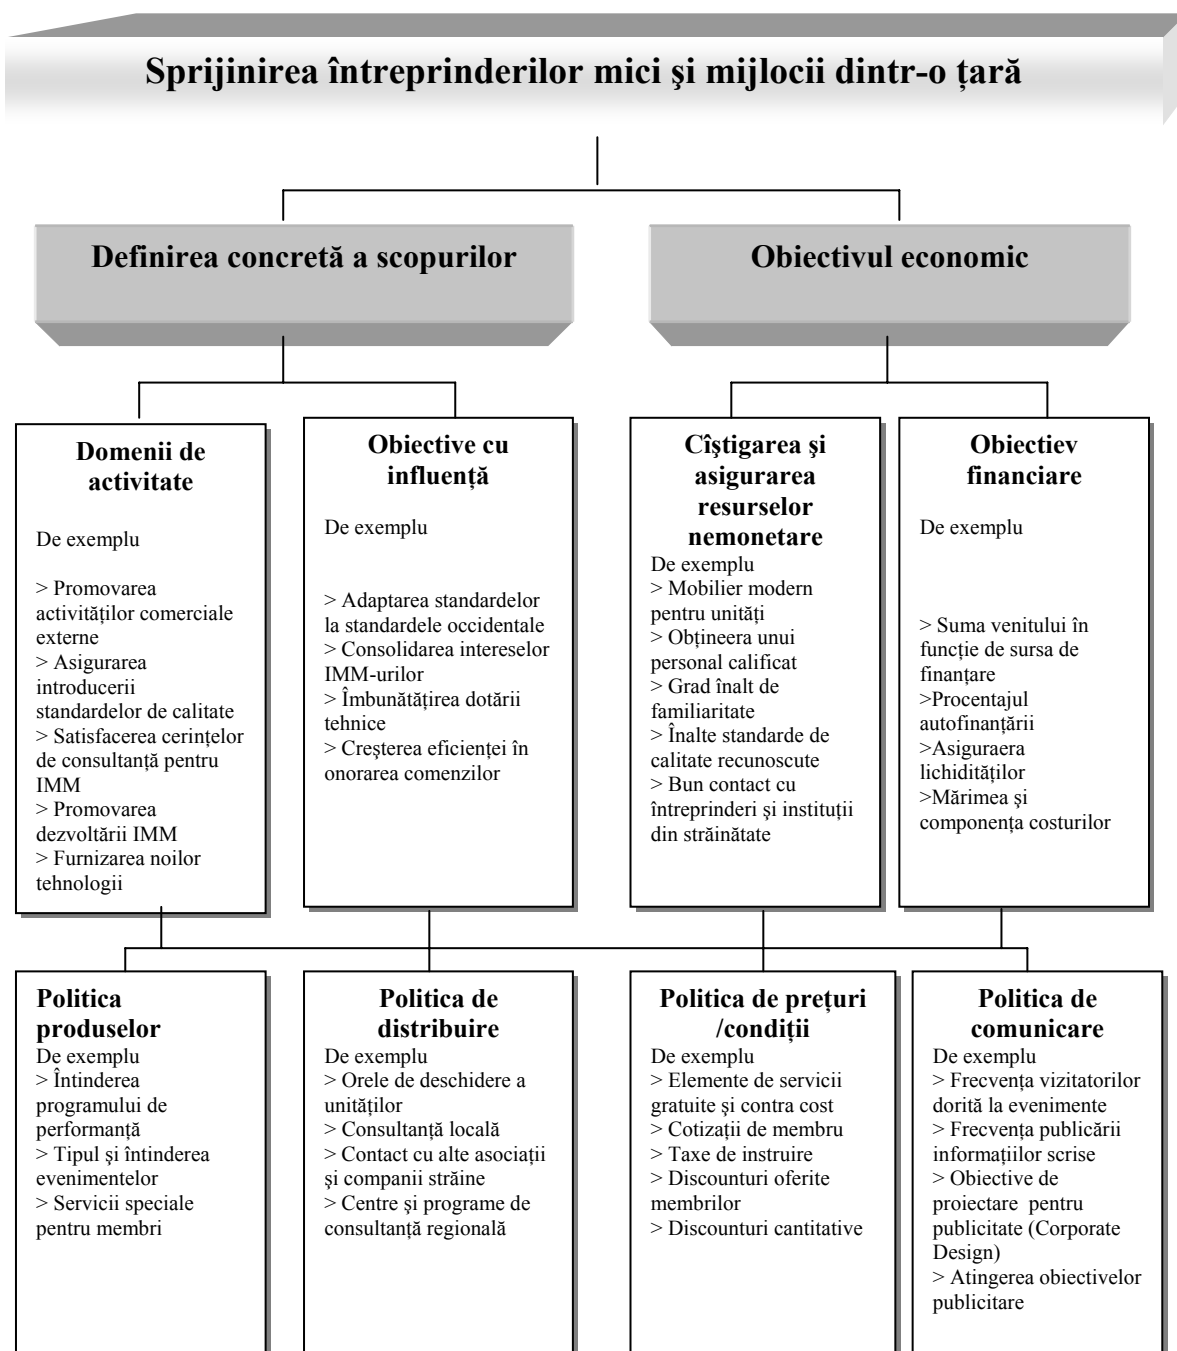 Sprijinirea întreprinderilor mici şi mijlocii dintr-o ţară
Definirea concretă a scopurilor
Obiectivul economic
Domenii de
activitate
De exemplu
> Promovarea
activităţilor comerciale
externe
> Asigurarea
introducerii
standardelor de calitate
> Satisfacerea cerinţelor
de consultanţă pentru
IMM
> Promovarea
dezvoltării IMM
> Furnizarea noilor
tehnologii
Obiective cu
influenţă
De exemplu
> Adaptarea standardelor
la standardele occidentale
> Consolidarea intereselor
IMM-urilor
> Îmbunătăţirea dotării
tehnice
> Creşterea eficienţei în
onorarea comenzilor
Cîştigarea şi
asigurarea
resurselor
nemonetare
De exemplu
> Mobilier modern
pentru unităţi
> Obţineera unui
personal calificat
> Grad înalt de
familiaritate
> Înalte standarde de
calitate recunoscute
> Bun contact cu
întreprinderi şi instituţii
din străinătate
Obiectiev
financiare
De exemplu
> Suma venitului în
funcţie de sursa de
finanţare
>Procentajul
autofinanţării
>Asiguraera
lichidităţilor
>Mărimea şi
componenţa costurilor
Politica
produselor
De exemplu
> Întinderea
programului de
performanţă
> Tipul şi întinderea
evenimentelor
> Servicii speciale
pentru membri
Politica de
distribuire
De exemplu
> Orele de deschidere a
unităţilor
> Consultanţă locală
> Contact cu alte asociaţii
şi companii străine
> Centre şi programe de
consultanţă regională
Politica de preţuri
/condiţii
De exemplu
> Elemente de servicii
gratuite şi contra cost
> Cotizaţii de membru
> Taxe de instruire
> Discounturi oferite
membrilor
> Discounturi cantitative
Politica de
comunicare
De exemplu
> Frecvenţa vizitatorilor
dorită la evenimente
> Frecvenţa publicării
informaţiilor scrise
> Obiective de
proiectare  pentru
publicitate (Corporate
Design)
> Atingerea obiectivelor
publicitare